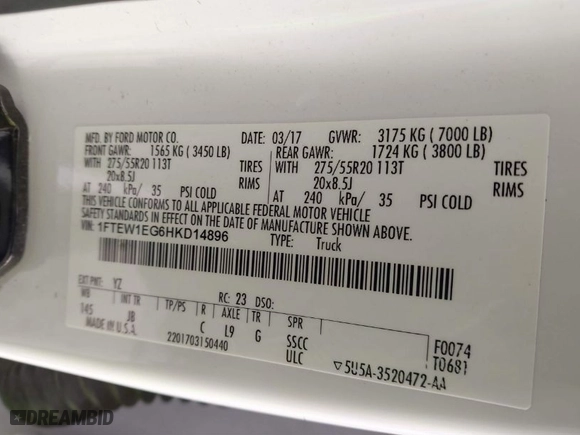 MFD. BY FORD MOTOR CO. DATE: 03/17 GVWR: 3175 KG ( 7000 LB)
FRONT GAWR: 1565 KG ( 3450 LB) REAR GAWR: 1724 KG ( 3800 LB)
WITH 275/55R20 113T TIRES WITH 275/55R20 113T TIRES
20x8.5J RIMS 20x8.5J RIMS
AT 240 kPa/ 35 PSI COLD AT 240 kPa/ 35 PSI COLD
THIS VEHICLE CONFORMS TO ALL APPLICABLE FEDERAL MOTOR VEHICLE
SAFETY STANDARDS IN EFFECT ON THE DATE OF MANUFACTURE SHOWN ABOVE.
VIN: 1FTEW1EG6HKD14896 TYPE: Truck
EXT PNT: YZ RC: 23 DSO:
WB INT TR TP/PS R AXLE TR SPR F0074
145 JB C L9 G SSCC T0681
MADE IN U.S.A. 2201703150440 ULC ▽5U5A-3520472-AA
DREAMBID